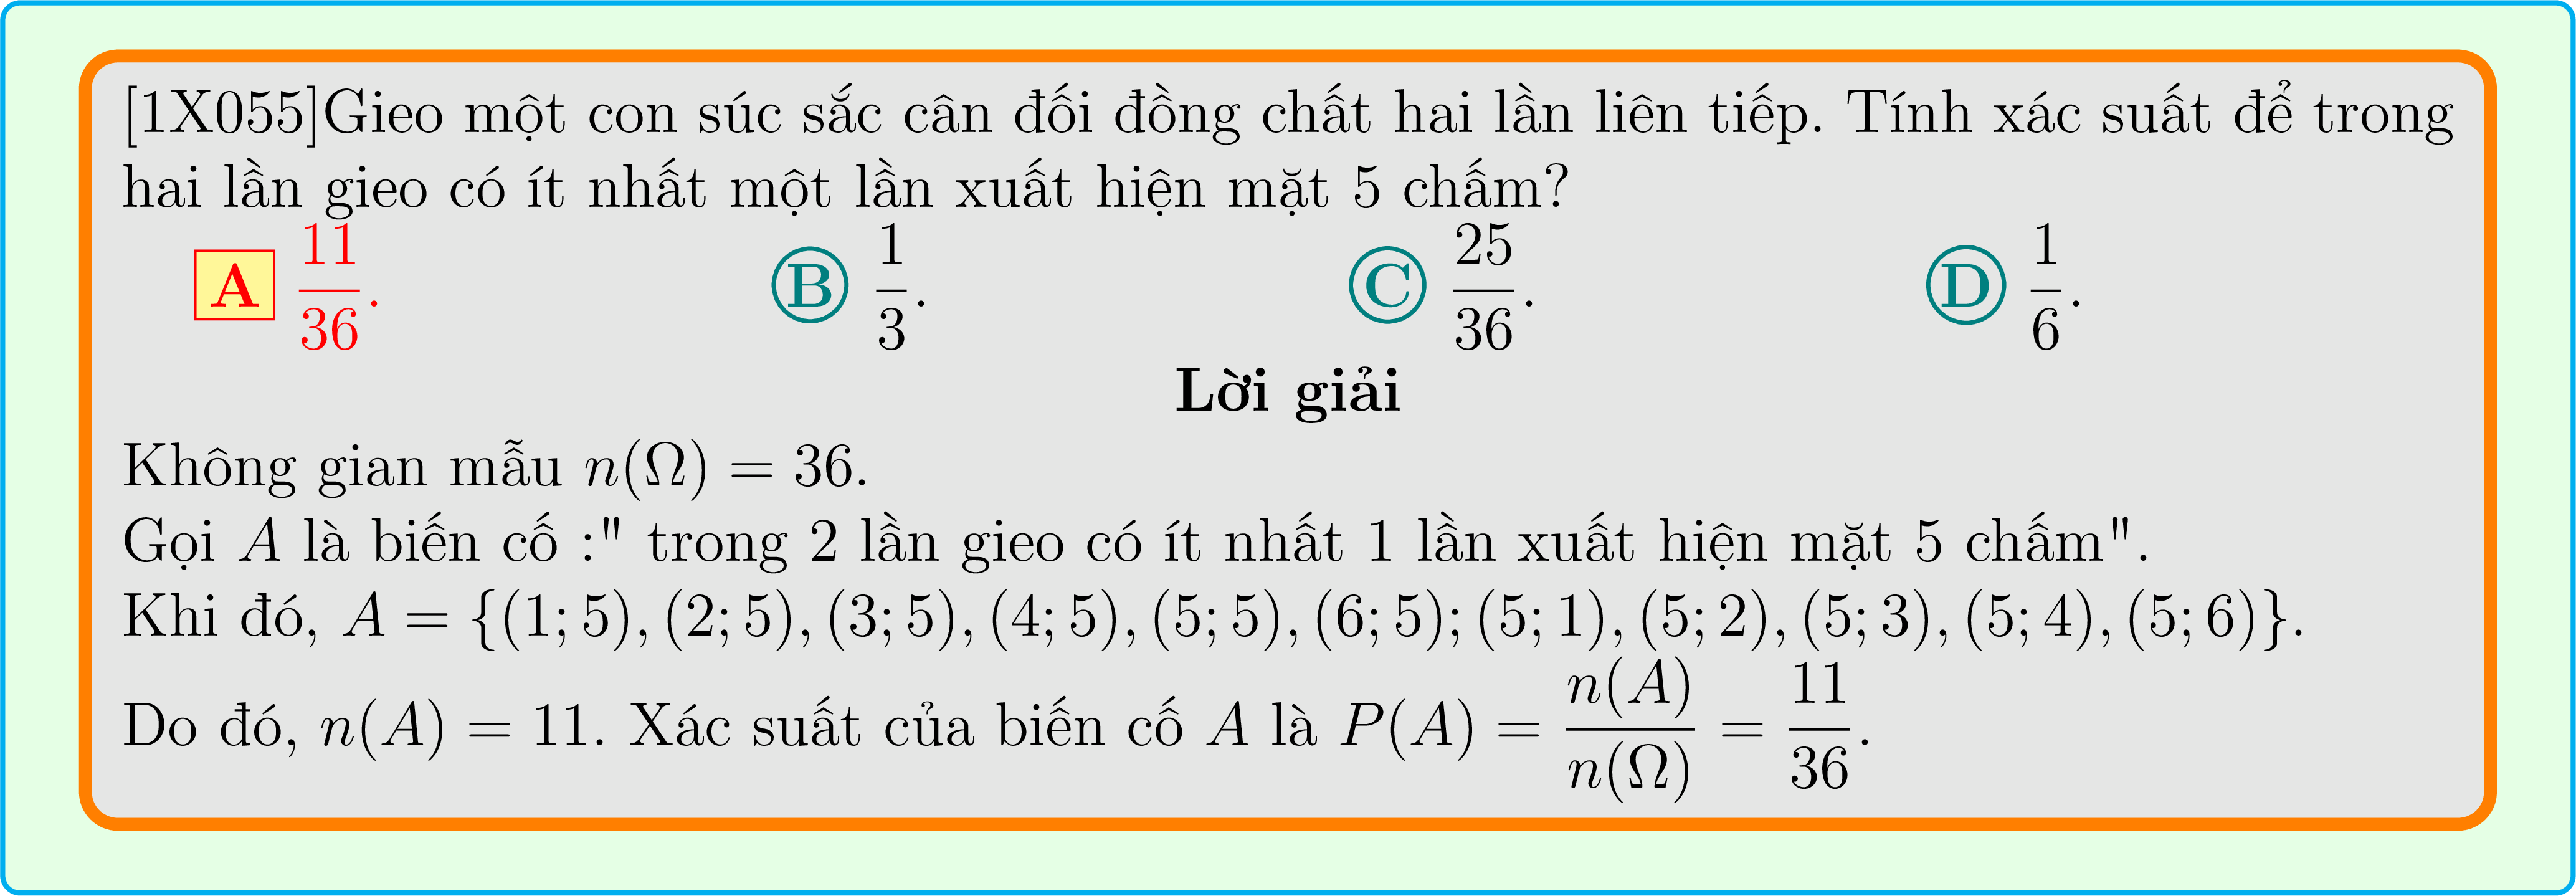 [1X055]Gieo một con súc sắc cân đối đồng chất hai lần liên tiếp. Tính xác suất để trong
hai lần gieo có ít nhất một lần xuất hiện mặt 5 chấm?
A \frac{11}{36}. B \frac{1}{3}. C \frac{25}{36}. D \frac{1}{6}.
Lời giải
Không gian mẫu n(Ω) = 36.
Gọi A là biến cố :" trong 2 lần gieo có ít nhất 1 lần xuất hiện mặt 5 chấm".
Khi đó, A = {(1; 5), (2; 5), (3; 5), (4; 5), (5; 5), (6; 5); (5; 1), (5; 2), (5; 3), (5; 4), (5; 6)}.
Do đó, n(A) = 11. Xác suất của biến cố A là P(A) = \frac{n(A)}{n(Ω)} = \frac{11}{36}.